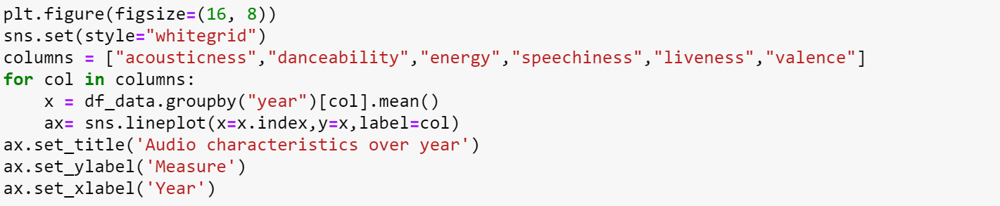 plt.figure(figsize=(16, 8))
sns.set(style="whitegrid")
columns = ["acousticness","danceability","energy","speechiness","liveness","valence"]
for col in columns:
    x = df_data.groupby("year")[col].mean()
    ax= sns.lineplot(x=x.index,y=x,label=col)
ax.set_title('Audio characteristics over year')
ax.set_ylabel('Measure')
ax.set_xlabel('Year')